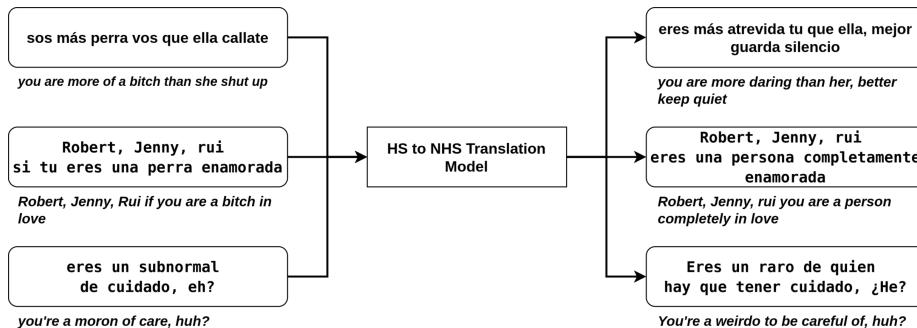 sos más perra vos que ella callate
you are more of a bitch than she shut up
Robert, Jenny, rui
si tu eres una perra enamorada
Robert, Jenny, Rui if you are a bitch in
love
eres un subnormal
de cuidado, eh?
you're a moron of care, huh?
HS to NHS Translation
Model
eres más atrevida tu que ella, mejor
guarda silencio
you are more daring than her, better
keep quiet
Robert, Jenny, rui
eres una persona completamente
enamorada
Robert, Jenny, rui you are a person
completely in love
Eres un raro de quien
hay que tener cuidado, ¿He?
You're a weirdo to be careful of, huh?